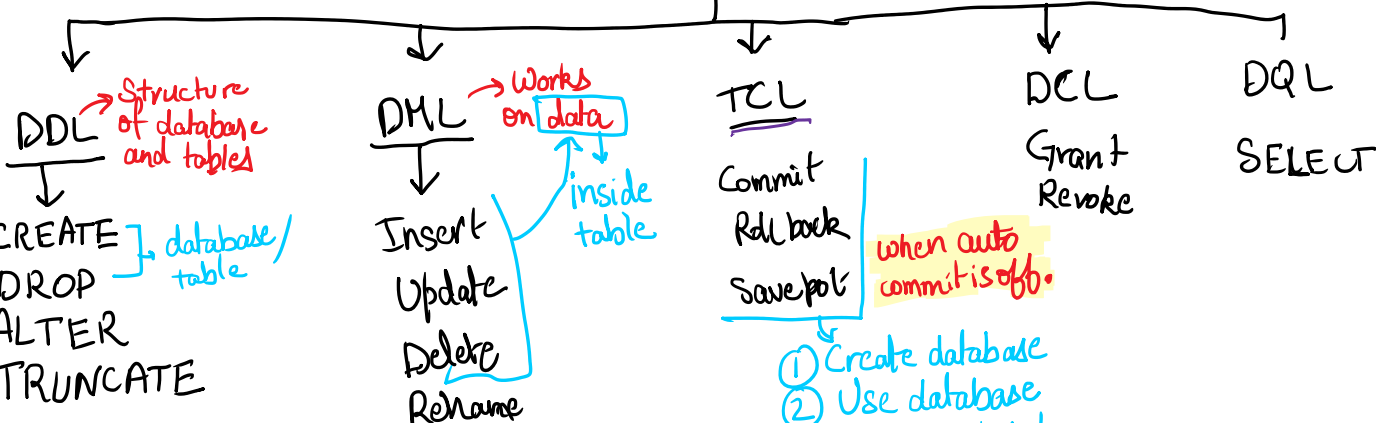 DDL
Structure
of database
and tables
CREATE
DROP
ALTER
TRUNCATE
database/
table
DML
Works
on data
inside
table
Insert
Update
Delete
Rename
TCL
Commit
Rollback
Savepot
when auto
commit is off.
1 Create database
2 Use database
DCL
Grant
Revoke
DQL
SELECT